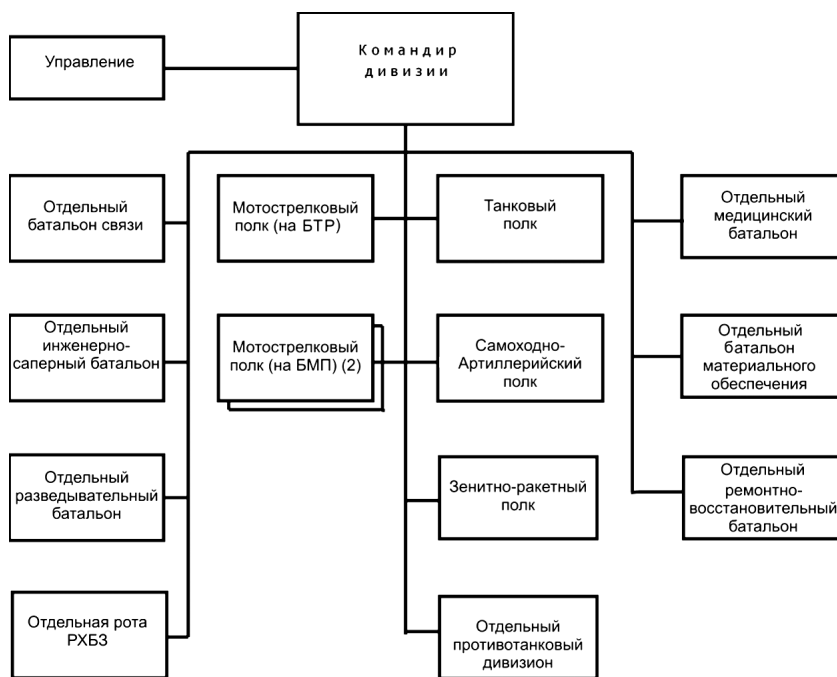 Управление
К о м а н д и р
д и в и з и и
Отдельный
батальон связи
Мотострелковый
полк (на БТР)
Танковый
полк
Отдельный
медицинский
батальон
Отдельный
инженерно-
саперный батальон
Мотострелковый
полк (на БМП) (2)
Самоходно-
Артиллерийский
полк
Отдельный
батальон
материального
обеспечения
Отдельный
разведывательный
батальон
Зенитно-ракетный
полк
Отдельный
ремонтно-
восстановительный
батальон
Отдельная рота
РХБЗ
Отдельный
противотанковый
дивизион